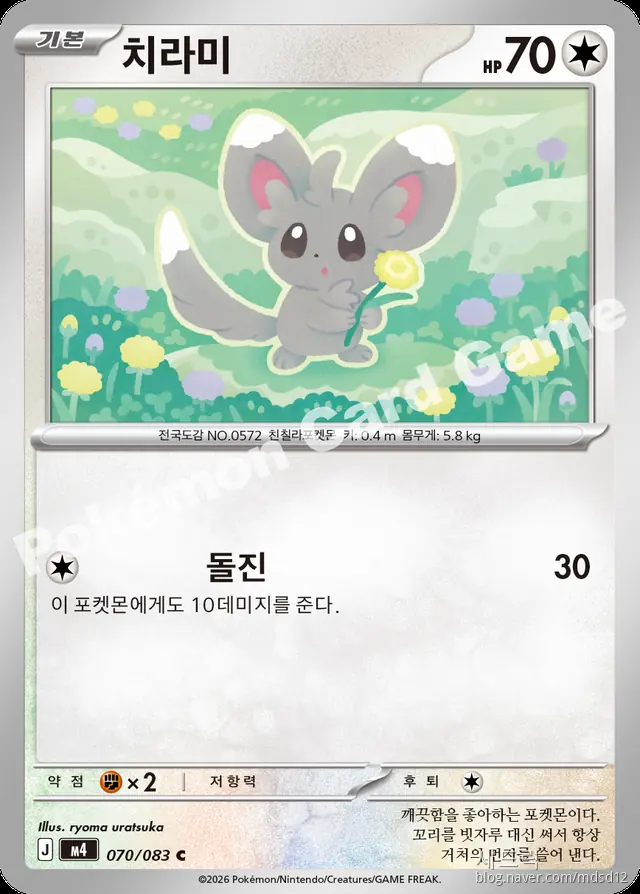 기본 치라미 HP 70
전국도감 NO.0572 친칠라포켓몬 키: 0.4 m 몸무게: 5.8 kg
Pokémon Card Game
돌진 30
이 포켓몬에게도 10데미지를 준다.
약점 ×2 저항력 후퇴
Illus. ryoma uratsuka
J m4 070/083 C
깨끗함을 좋아하는 포켓몬이다.
꼬리를 빗자루 대신 써서 항상
거처의 먼지를 쓸어 낸다.
blog.naver.com/mdsd12
©2026 Pokémon/Nintendo/Creatures/GAME FREAK.